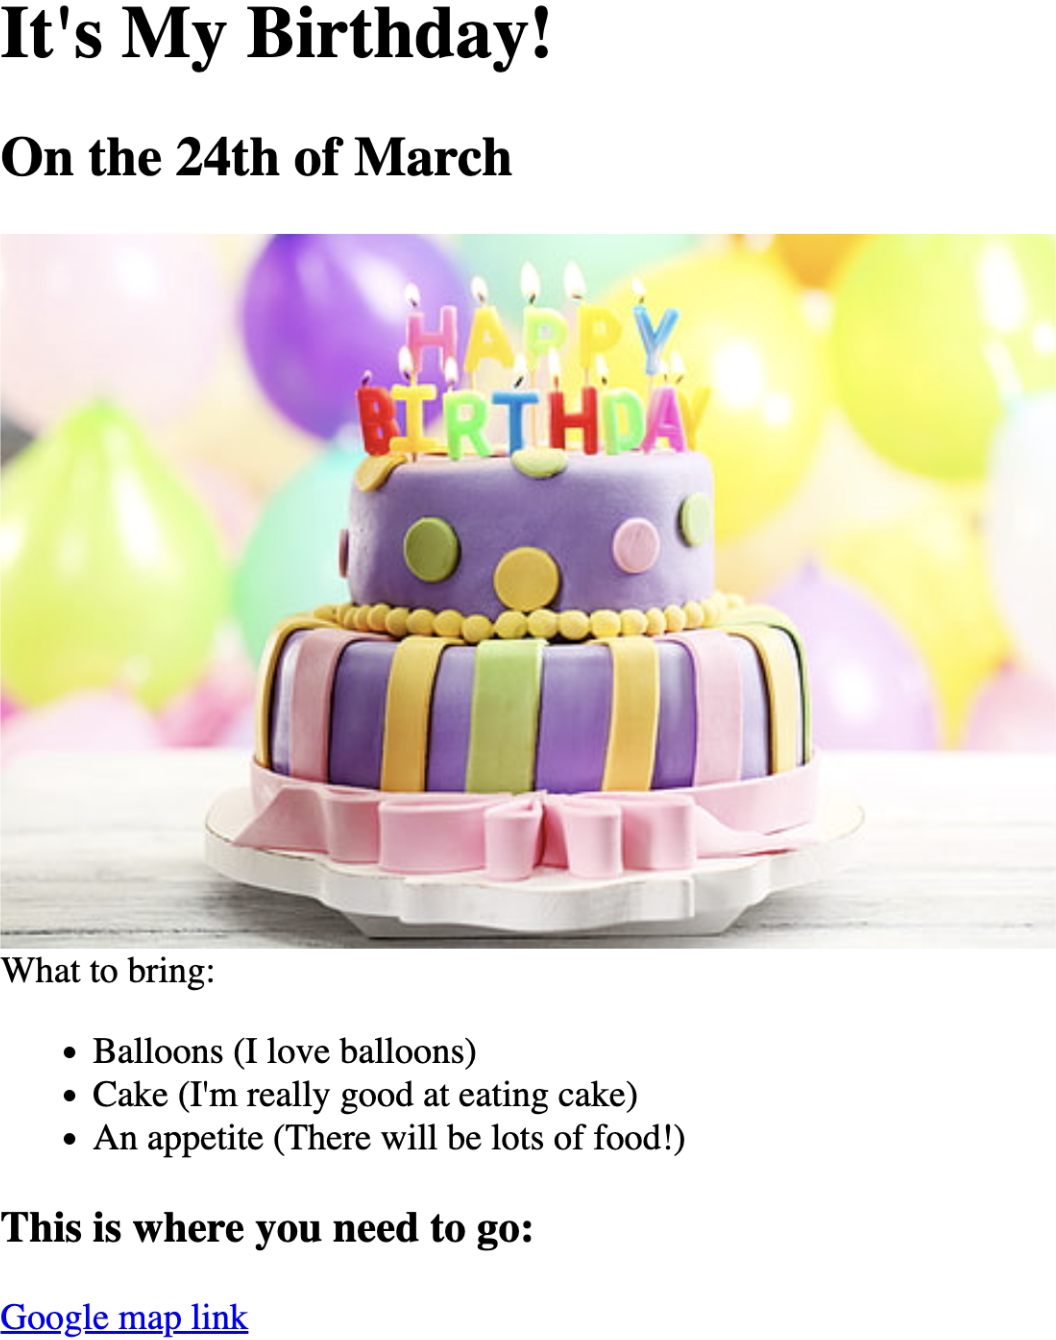 It's My Birthday!
On the 24th of March
HAPPY
BIRTHDAY
What to bring:
Balloons (I love balloons)
Cake (I'm really good at eating cake)
An appetite (There will be lots of food!)
This is where you need to go:
Google map link